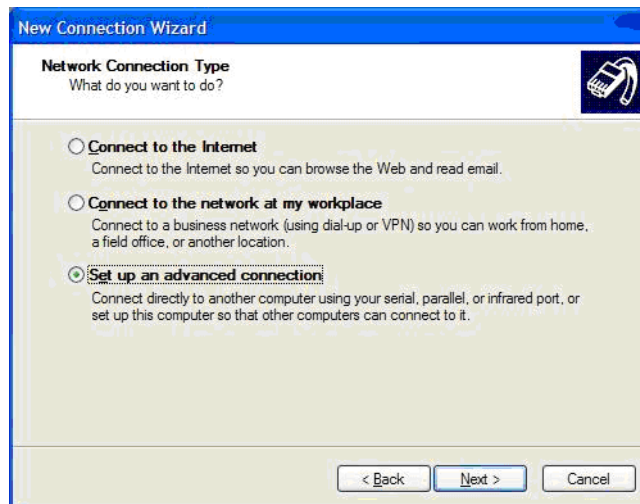 New Connection Wizard
Network Connection Type
What do you want to do?
Connect to the Internet
Connect to the Internet so you can browse the Web and read email.
Connect to the network at my workplace
Connect to a business network (using dial-up or VPN) so you can work from home,
a field office, or another location.
Set up an advanced connection
Connect directly to another computer using your serial, parallel, or infrared port, or
set up this computer so that other computers can connect to it.
< Back
Next >
Cancel